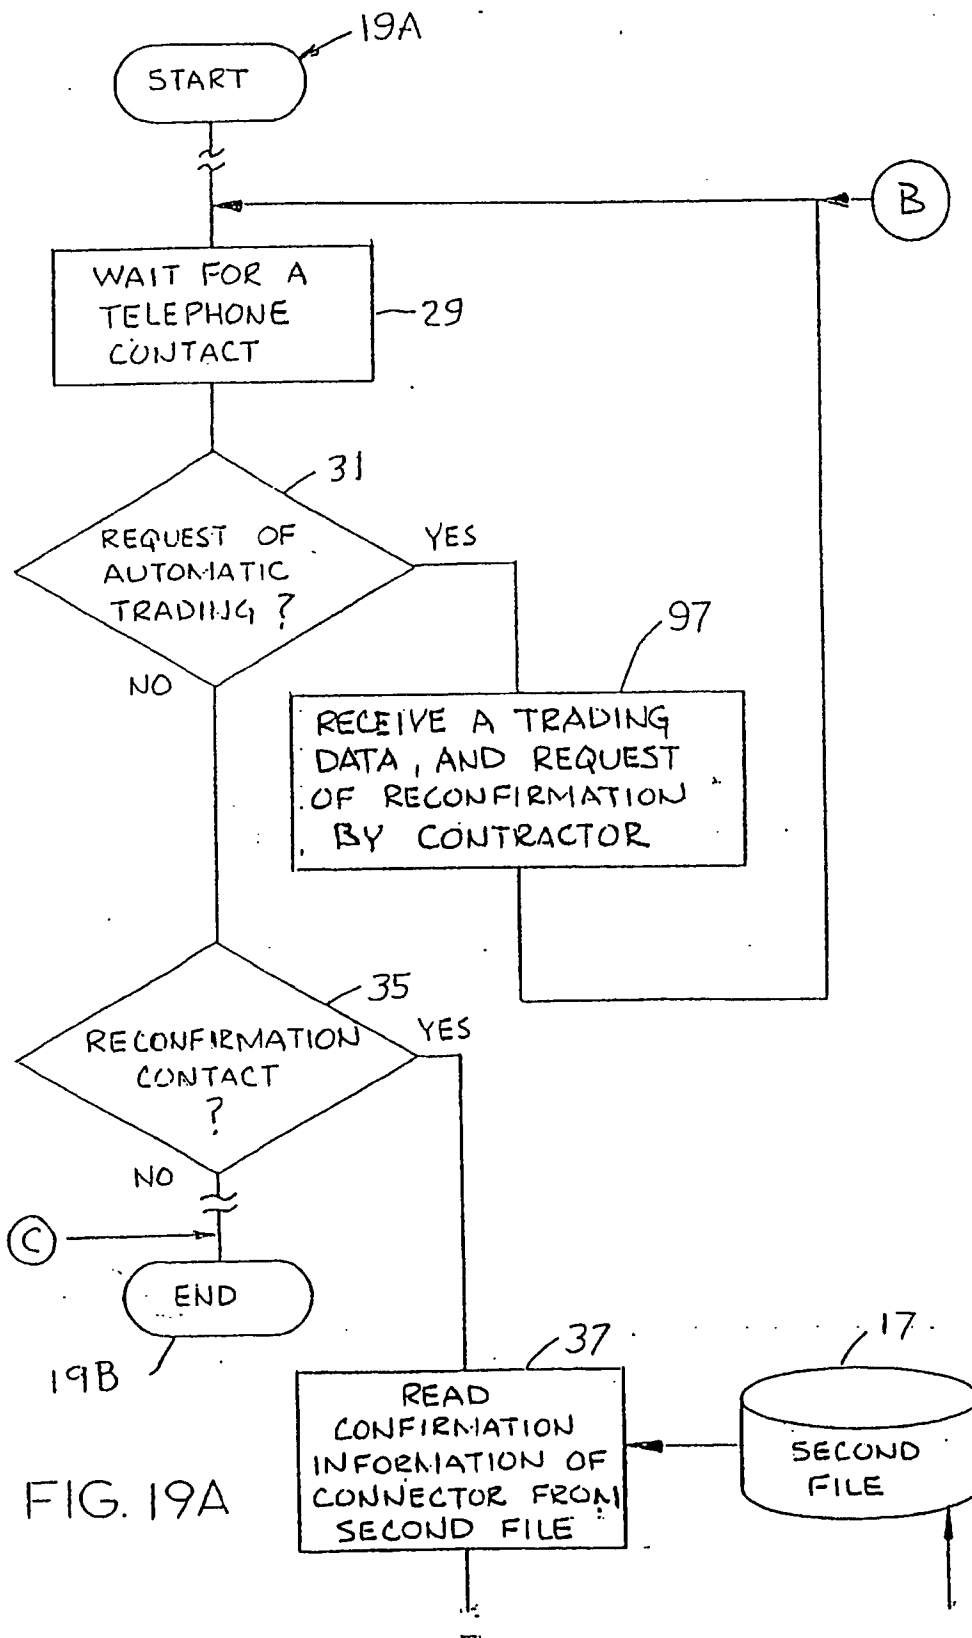 19A
START
B
WAIT FOR A
TELEPHONE
CONTACT
29
31
REQUEST OF
AUTOMATIC
TRADING ?
YES
NO
97
RECEIVE A TRADING
DATA, AND REQUEST
OF RECONFIRMATION
BY CONTRACTOR
35
RECONFIRMATION
CONTACT
?
YES
NO
C
END
19B
37
READ
CONFIRMATION
INFORMATION OF
CONNECTOR FROM
SECOND FILE
17
SECOND
FILE
FIG. 19A